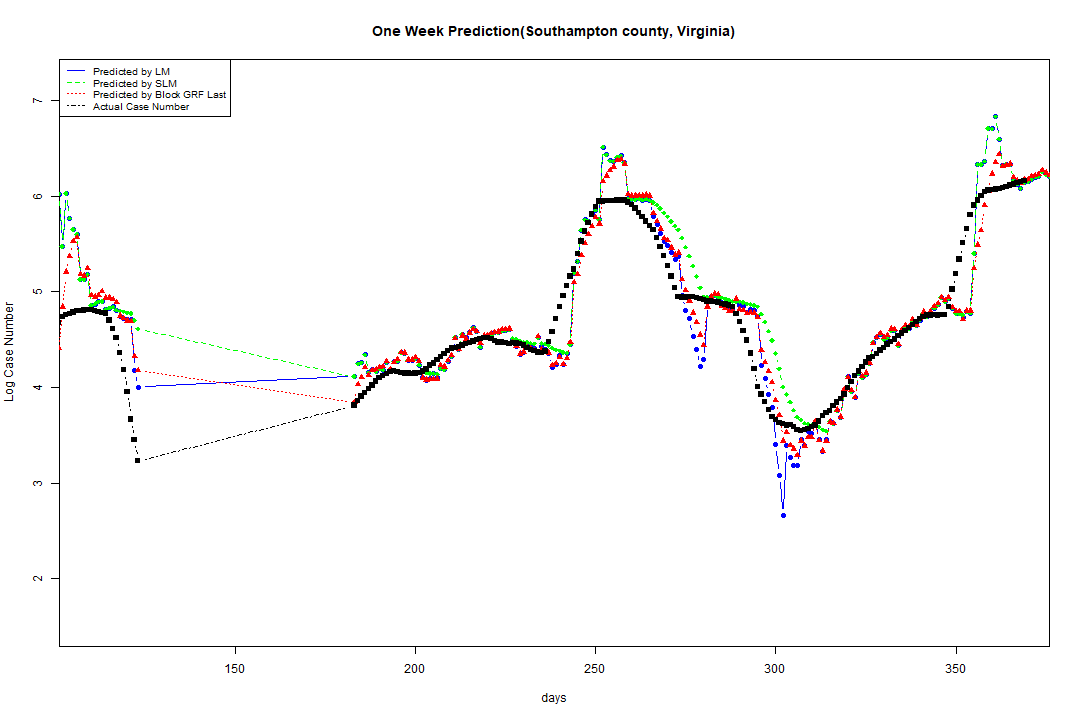 One Week Prediction(Southampton county, Virginia)
Predicted by LM
Predicted by SLM
Predicted by Block GRF Last
Actual Case Number
7
6
5
4
3
2
Log Case Number
150
200
250
300
350
days